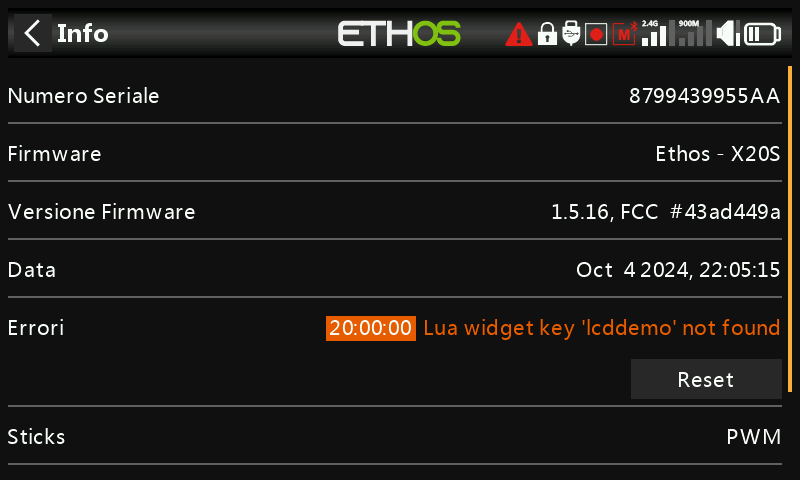 Info
ETHOS
M
2.4G
900M
Numero Seriale 8799439955AA
Firmware Ethos - X20S
Versione Firmware 1.5.16, FCC #43ad449a
Data Oct 4 2024, 22:05:15
Errori 20:00:00 Lua widget key 'lcddemo' not found
Reset
Sticks PWM